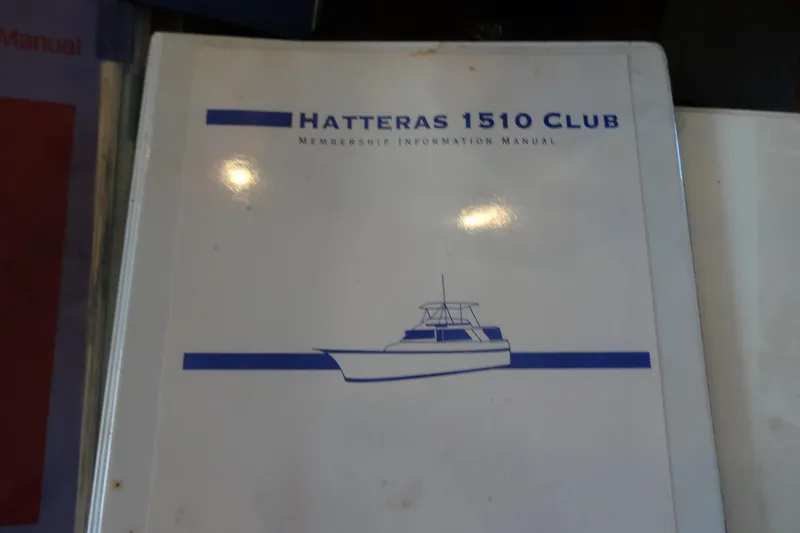 Manual
HATTERAS 1510 CLUB
MEMBERSHIP INFORMATION MANUAL